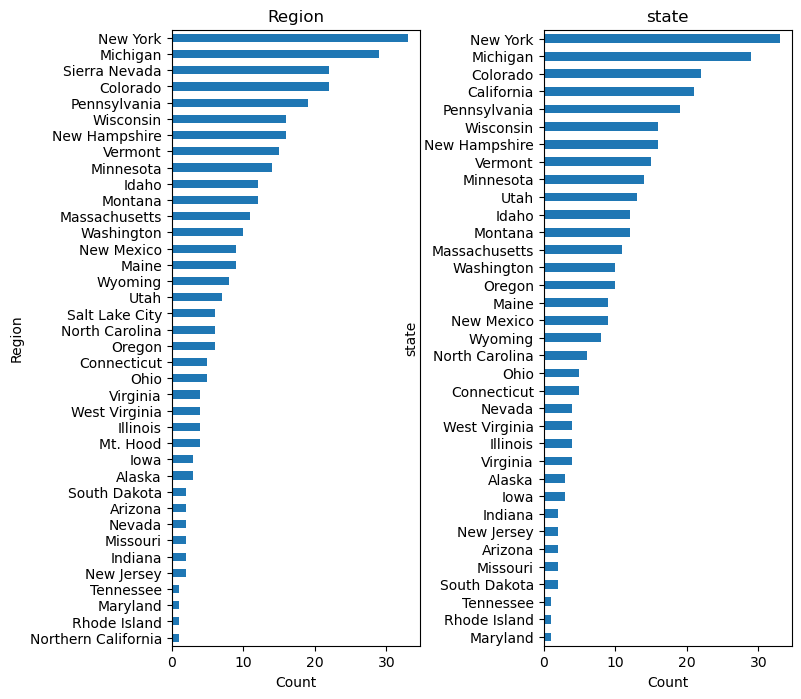 Region
Region
New York
Michigan
Sierra Nevada
Colorado
Pennsylvania
Wisconsin
New Hampshire
Vermont
Minnesota
Idaho
Montana
Massachusetts
Washington
New Mexico
Maine
Wyoming
Utah
Salt Lake City
North Carolina
Oregon
Connecticut
Ohio
Virginia
West Virginia
Illinois
Mt. Hood
Iowa
Alaska
South Dakota
Arizona
Nevada
Missouri
Indiana
New Jersey
Tennessee
Maryland
Rhode Island
Northern California
0 10 20 30
Count
state
state
New York
Michigan
Colorado
California
Pennsylvania
Wisconsin
New Hampshire
Vermont
Minnesota
Utah
Idaho
Montana
Massachusetts
Washington
Oregon
Maine
New Mexico
Wyoming
North Carolina
Ohio
Connecticut
Nevada
West Virginia
Illinois
Virginia
Alaska
Iowa
Indiana
New Jersey
Arizona
Missouri
South Dakota
Tennessee
Rhode Island
Maryland
0 10 20 30
Count